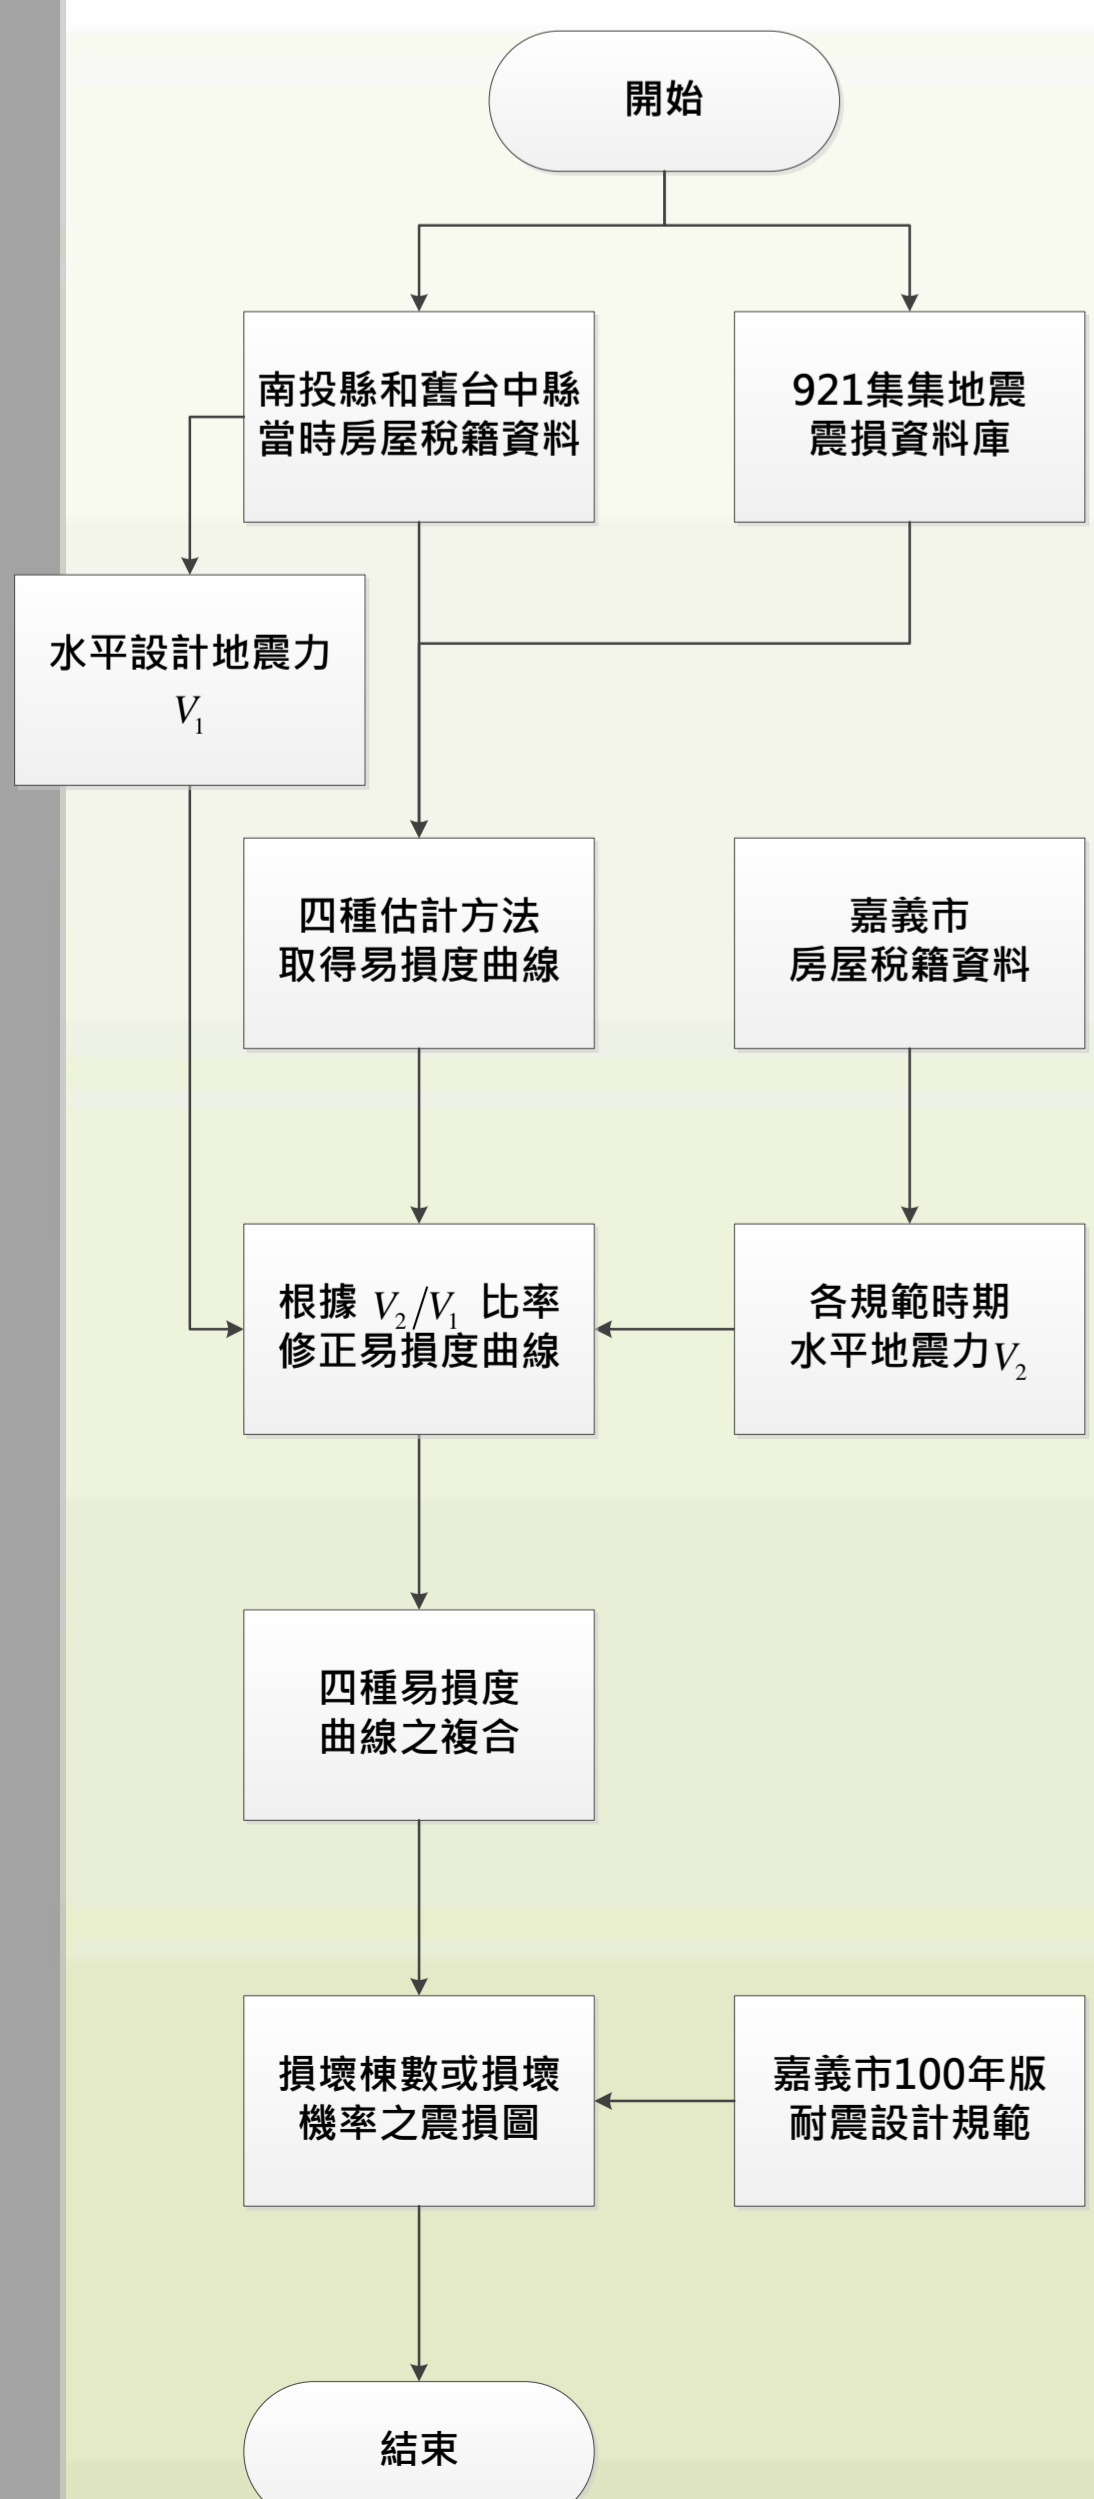 開始
南投縣和舊台中縣
當時房屋稅籍資料
921集集地震
震損資料庫
水平設計地震力
V₁
四種估計方法
取得易損度曲線
嘉義市
房屋稅籍資料
根據 V₂/V₁ 比率
修正易損度曲線
各規範時期
水平地震力V₂
四種易損度
曲線之複合
損壞棟數或損壞
機率之震損圖
嘉義市100年版
耐震設計規範
結束